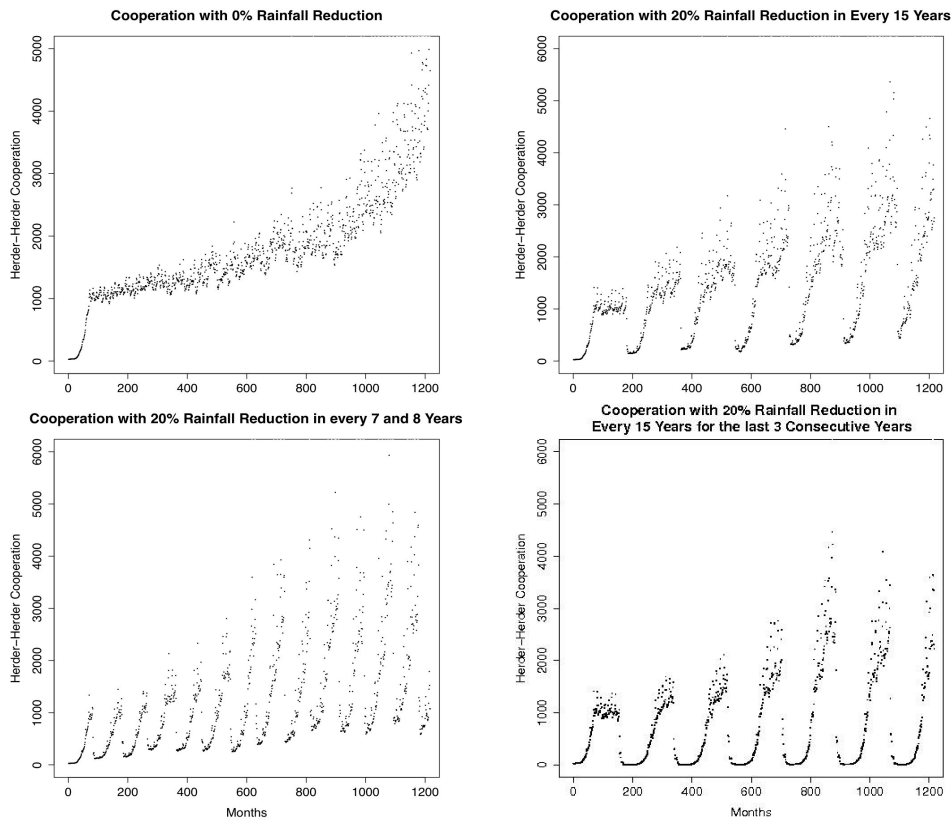 Cooperation with 0% Rainfall Reduction
Herder-Herder Cooperation
5000
4000
3000
2000
1000
0
0 200 400 600 800 1000 1200
Cooperation with 20% Rainfall Reduction in Every 15 Years
Herder-Herder Cooperation
6000
5000
4000
3000
2000
1000
0
0 200 400 600 800 1000 1200
Cooperation with 20% Rainfall Reduction in every 7 and 8 Years
Herder-Herder Cooperation
6000
5000
4000
3000
2000
1000
0
0 200 400 600 800 1000 1200
Months
Cooperation with 20% Rainfall Reduction in
Every 15 Years for the last 3 Consecutive Years
Herder-Herder Cooperation
6000
5000
4000
3000
2000
1000
0
0 200 400 600 800 1000 1200
Months